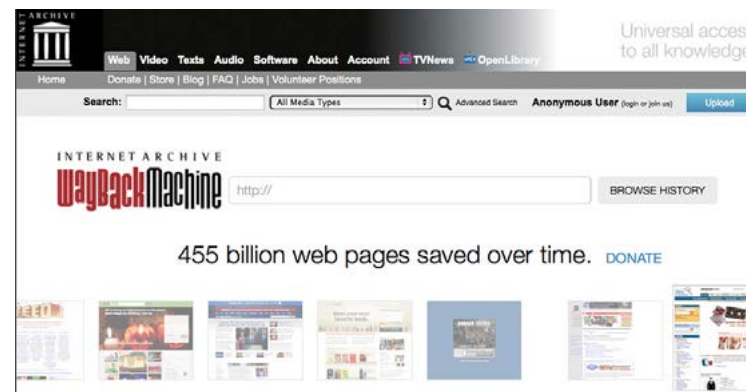 INTERNET ARCHIVE
Universal acces
to all knowledge
Web Video Texts Audio Software About Account TVNews OpenLibrary
Home Donate | Store | Blog | FAQ | Jobs | Volunteer Positions
Search: All Media Types Advanced Search Anonymous User (login or join us) Upload
INTERNET ARCHIVE
WayBackMachine http:// BROWSE HISTORY
455 billion web pages saved over time. DONATE